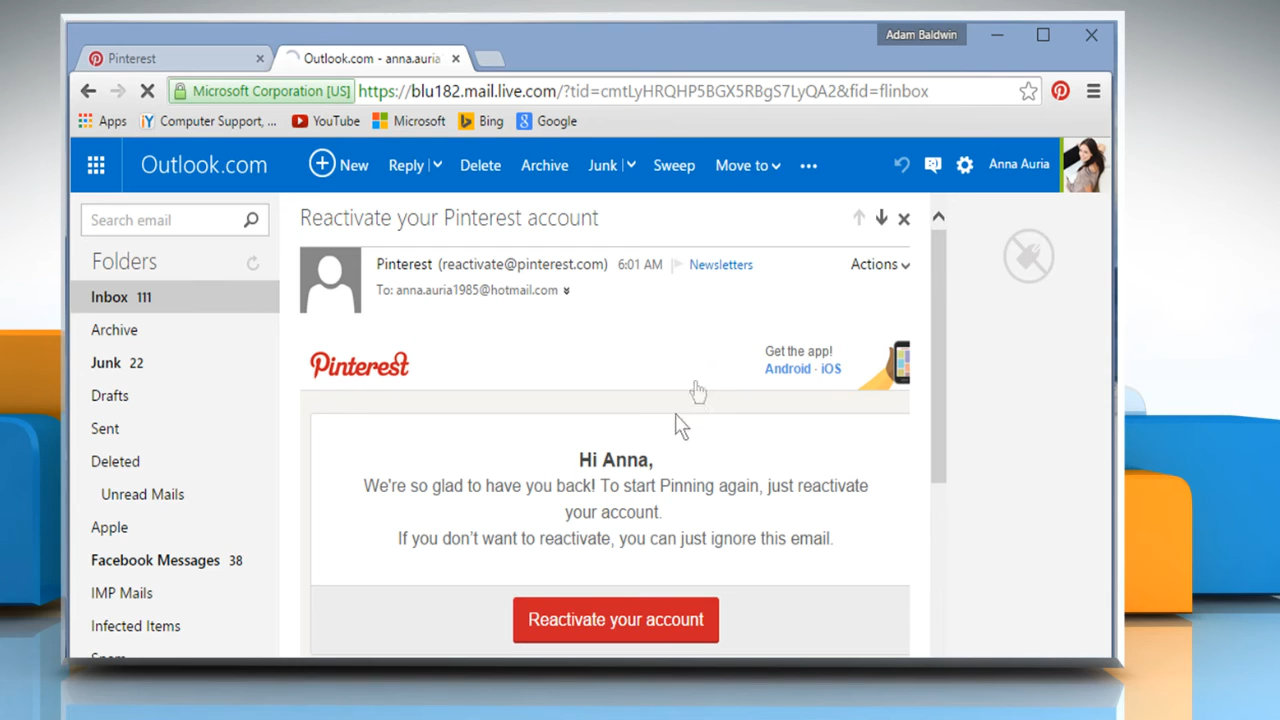 Adam Baldwin
Pinterest
Outlook.com - anna.auria
Microsoft Corporation [US] https://blu182.mail.live.com/?tid=cmtLyHRQHP5BGX5RBgS7LyQA2&fid=flinbox
Apps Computer Support, ... YouTube Microsoft Bing Google
Outlook.com New Reply Delete Archive Junk Sweep Move to ... Anna Auria
Search email
Folders
Inbox 111
Archive
Junk 22
Drafts
Sent
Deleted
Unread Mails
Apple
Facebook Messages 38
IMP Mails
Infected Items
Reactivate your Pinterest account
Pinterest (reactivate@pinterest.com) 6:01 AM Newsletters Actions
To: anna.auria1985@hotmail.com
Pinterest
Get the app!
Android · iOS
Hi Anna,
We're so glad to have you back! To start Pinning again, just reactivate
your account.
If you don't want to reactivate, you can just ignore this email.
Reactivate your account